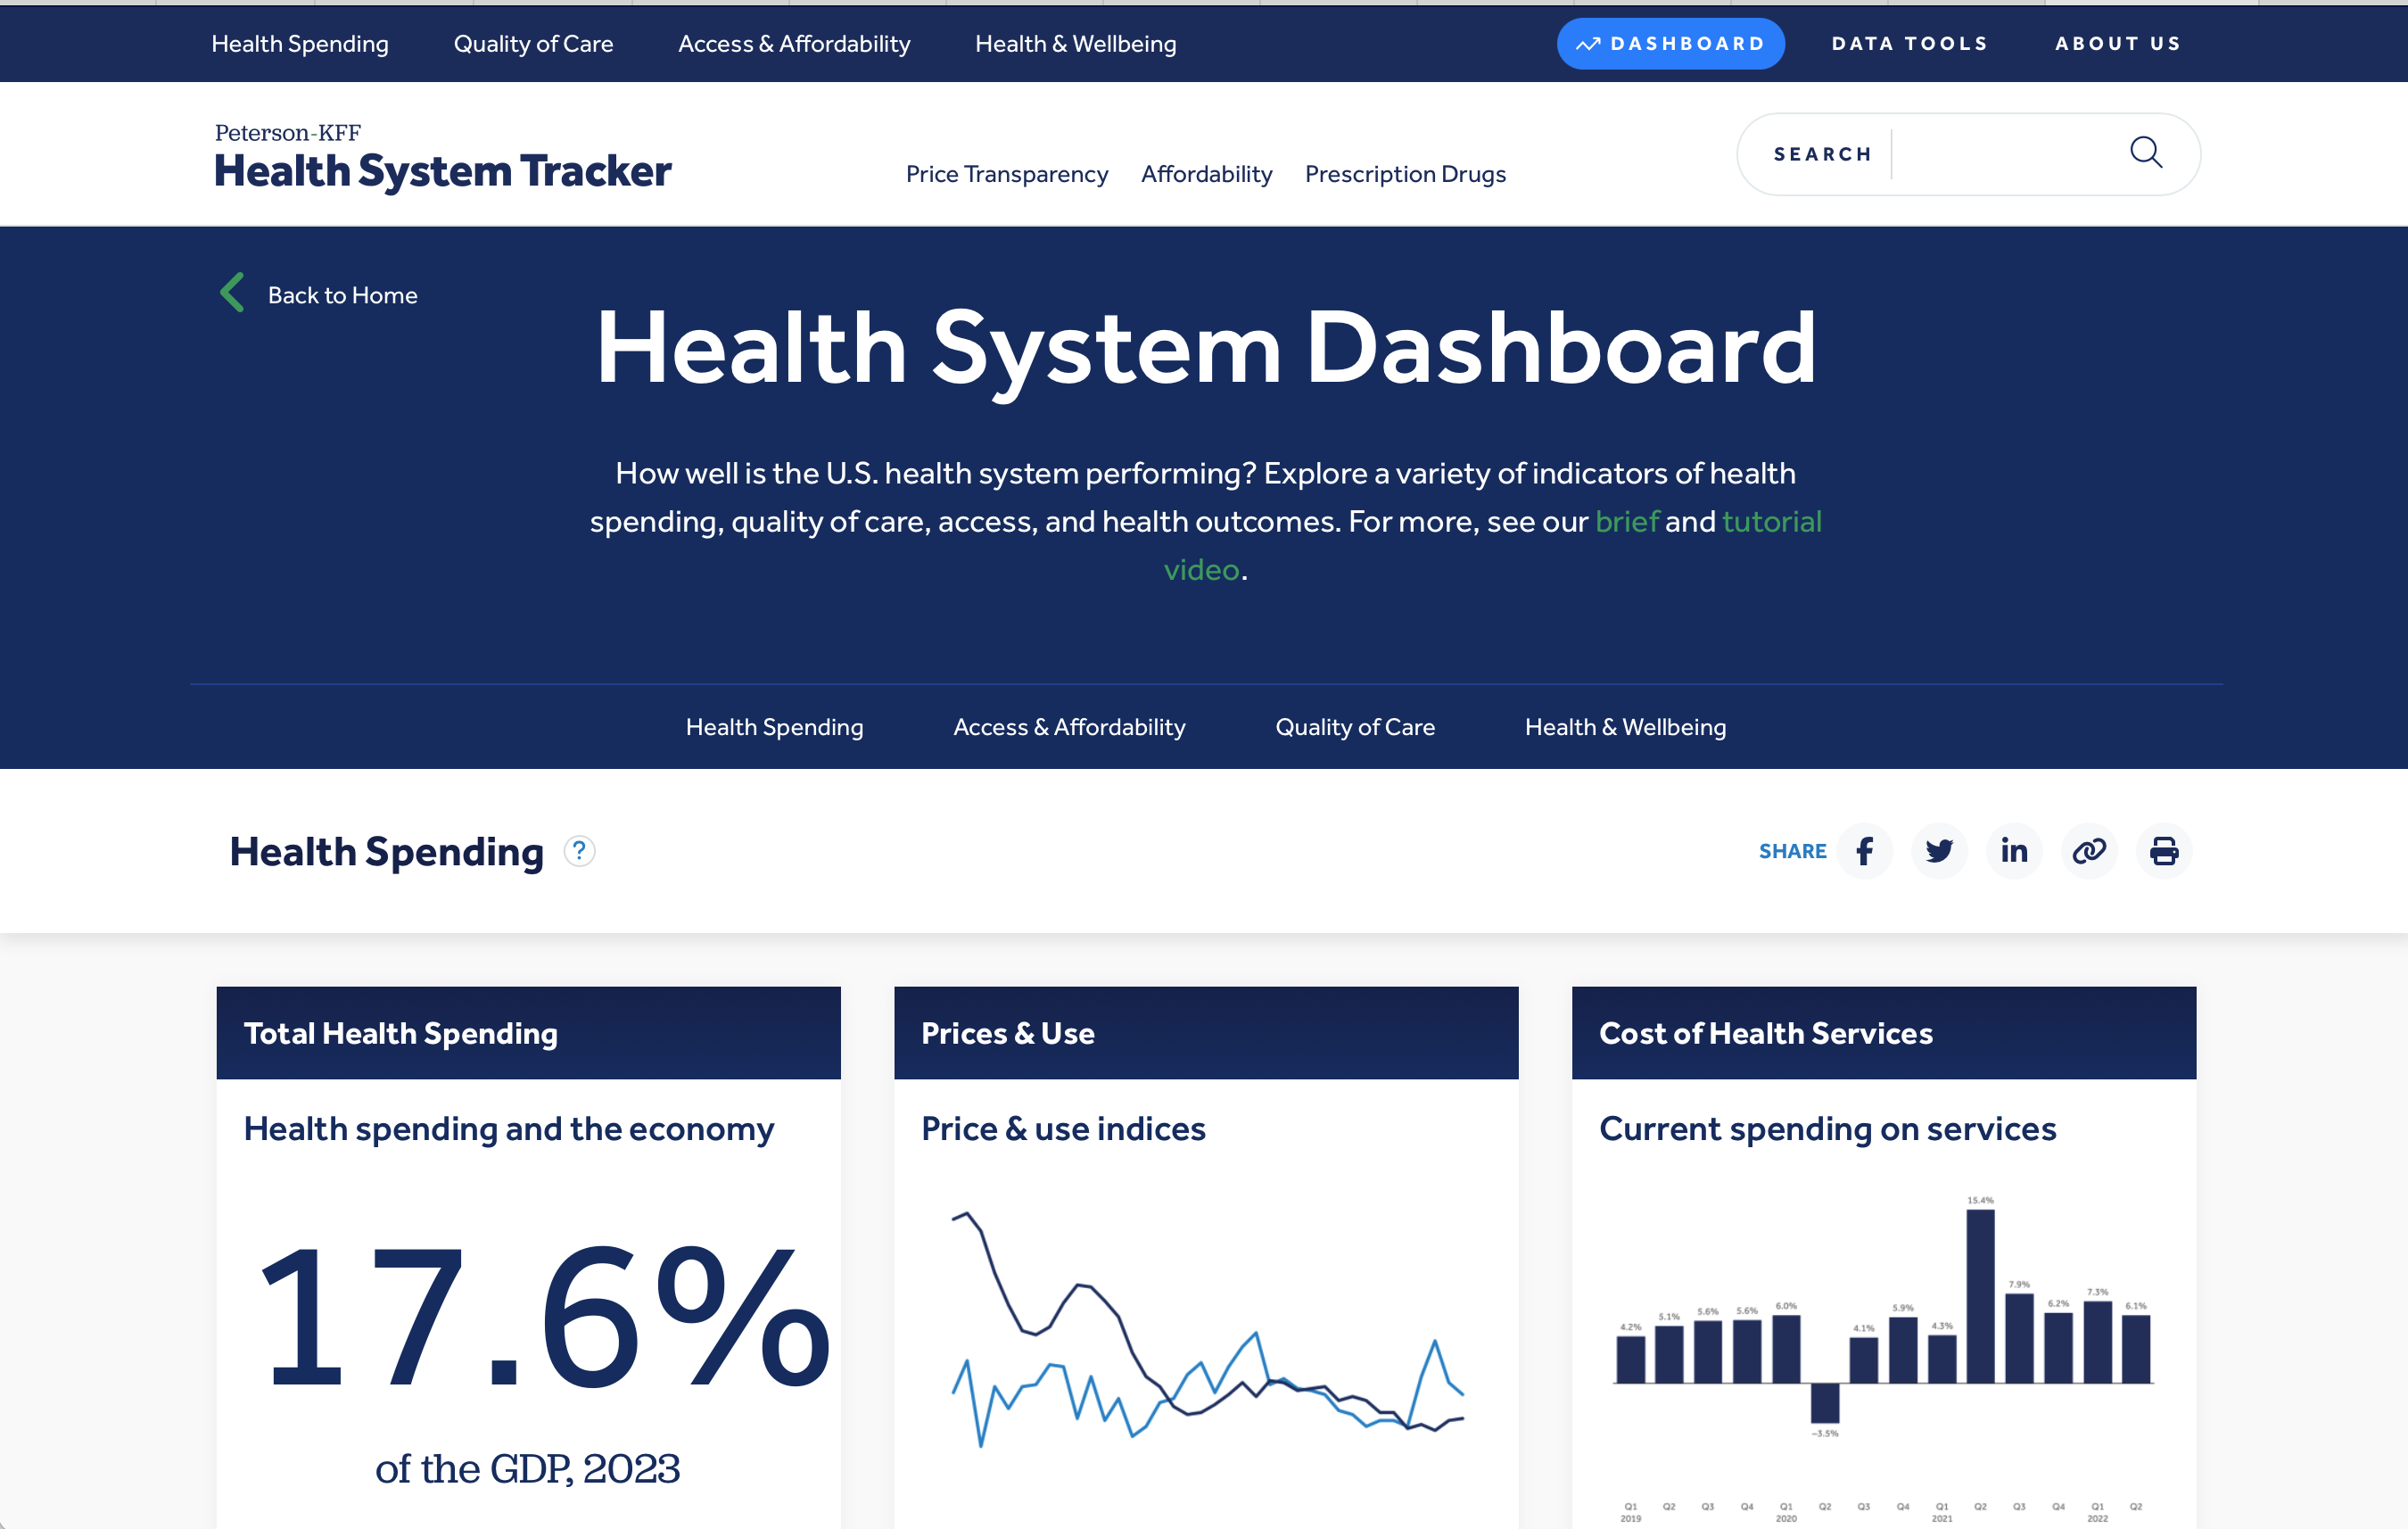 Health Spending Quality of Care Access & Affordability Health & Wellbeing DASHBOARD DATA TOOLS ABOUT US
Peterson-KFF
Health System Tracker
Price Transparency Affordability Prescription Drugs
SEARCH
Back to Home
Health System Dashboard
How well is the U.S. health system performing? Explore a variety of indicators of health
spending, quality of care, access, and health outcomes. For more, see our brief and tutorial
video.
Health Spending Access & Affordability Quality of Care Health & Wellbeing
Health Spending ?
SHARE
Total Health Spending
Health spending and the economy
17.6%
of the GDP, 2023
Prices & Use
Price & use indices
Cost of Health Services
Current spending on services
4.2% 5.1% 5.6% 5.6% 6.0% -3.5% 4.1% 5.9% 4.3% 15.4% 7.9% 6.2% 7.3% 6.1%
Q1 Q2 Q3 Q4 Q1 Q2 Q3 Q4 Q1 Q2 Q3 Q4 Q1 Q2
2019 2020 2021 2022